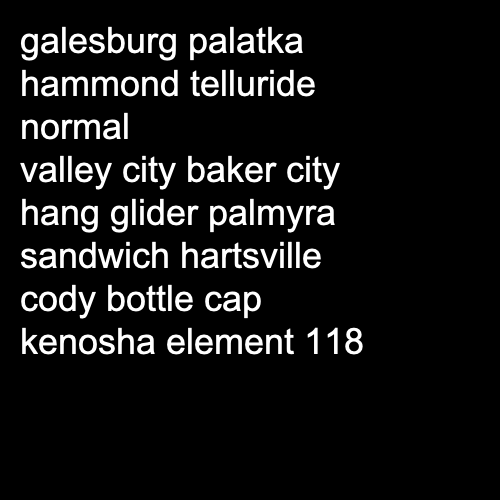 galesburg palatka
hammond telluride
normal
valley city baker city
hang glider palmyra
sandwich hartsville
cody bottle cap
kenosha element 118